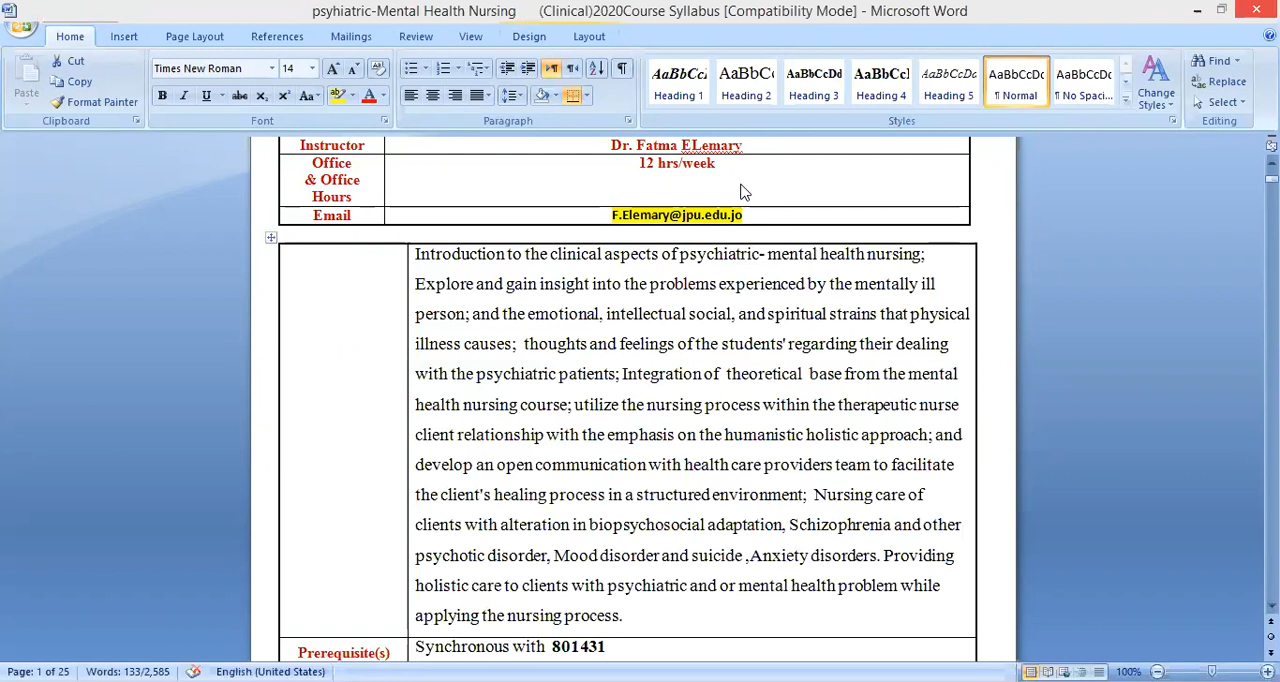 psyhiatric-Mental Health Nursing (Clinical)2020Course Syllabus [Compatibility Mode] - Microsoft Word
Home Insert Page Layout References Mailings Review View Design Layout
Paste
Cut
Copy
Format Painter
Clipboard
Times New Roman 14
B I U abe X₂ X² Aa
Font
Paragraph
AaBbCcI AaBbC( AaBbCcDd AaBbCcI AaBbCcDd AaBbCcDc AaBbCcDc
Heading 1 Heading 2 Heading 3 Heading 4 Heading 5 ¶ Normal ¶ No Spaci...
Change Styles
Styles
Find
Replace
Select
Editing
Instructor Dr. Fatma ELemary
Office 12 hrs/week
& Office
Hours
Email F.Elemary@jpu.edu.jo
Introduction to the clinical aspects of psychiatric- mental health nursing;
Explore and gain insight into the problems experienced by the mentally ill
person; and the emotional, intellectual social, and spiritual strains that physical
illness causes; thoughts and feelings of the students' regarding their dealing
with the psychiatric patients; Integration of theoretical base from the mental
health nursing course; utilize the nursing process within the therapeutic nurse
client relationship with the emphasis on the humanistic holistic approach; and
develop an open communication with health care providers team to facilitate
the client's healing process in a structured environment; Nursing care of
clients with alteration in biopsychosocial adaptation, Schizophrenia and other
psychotic disorder, Mood disorder and suicide ,Anxiety disorders. Providing
holistic care to clients with psychiatric and or mental health problem while
applying the nursing process.
Prerequisite(s) Synchronous with 801431
Page: 1 of 25 Words: 133/2,585 English (United States) 100%